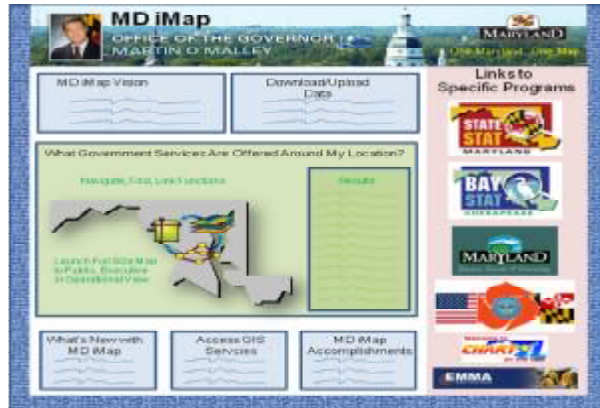 MD iMap
OFFICE OF THE GOVERNOR
MARTIN O MALLEY
MARYLAND
One Maryland One Map
MD iMap Vision
Download/Upload
Data
Links to
Specific Programs
STATE
STAT
MARYLAND
What Government Services Are Offered Around My Location?
Navigate, Find, Link Functions
Results
BAY
STAT
CHESAPEAKE
Launch Full Size Map
in Public, Executive
or Operational View
MARYLAND
What's New with
MD iMap
Access GIS
Servcies
MD iMap
Accomplishments
CHART
EMMA